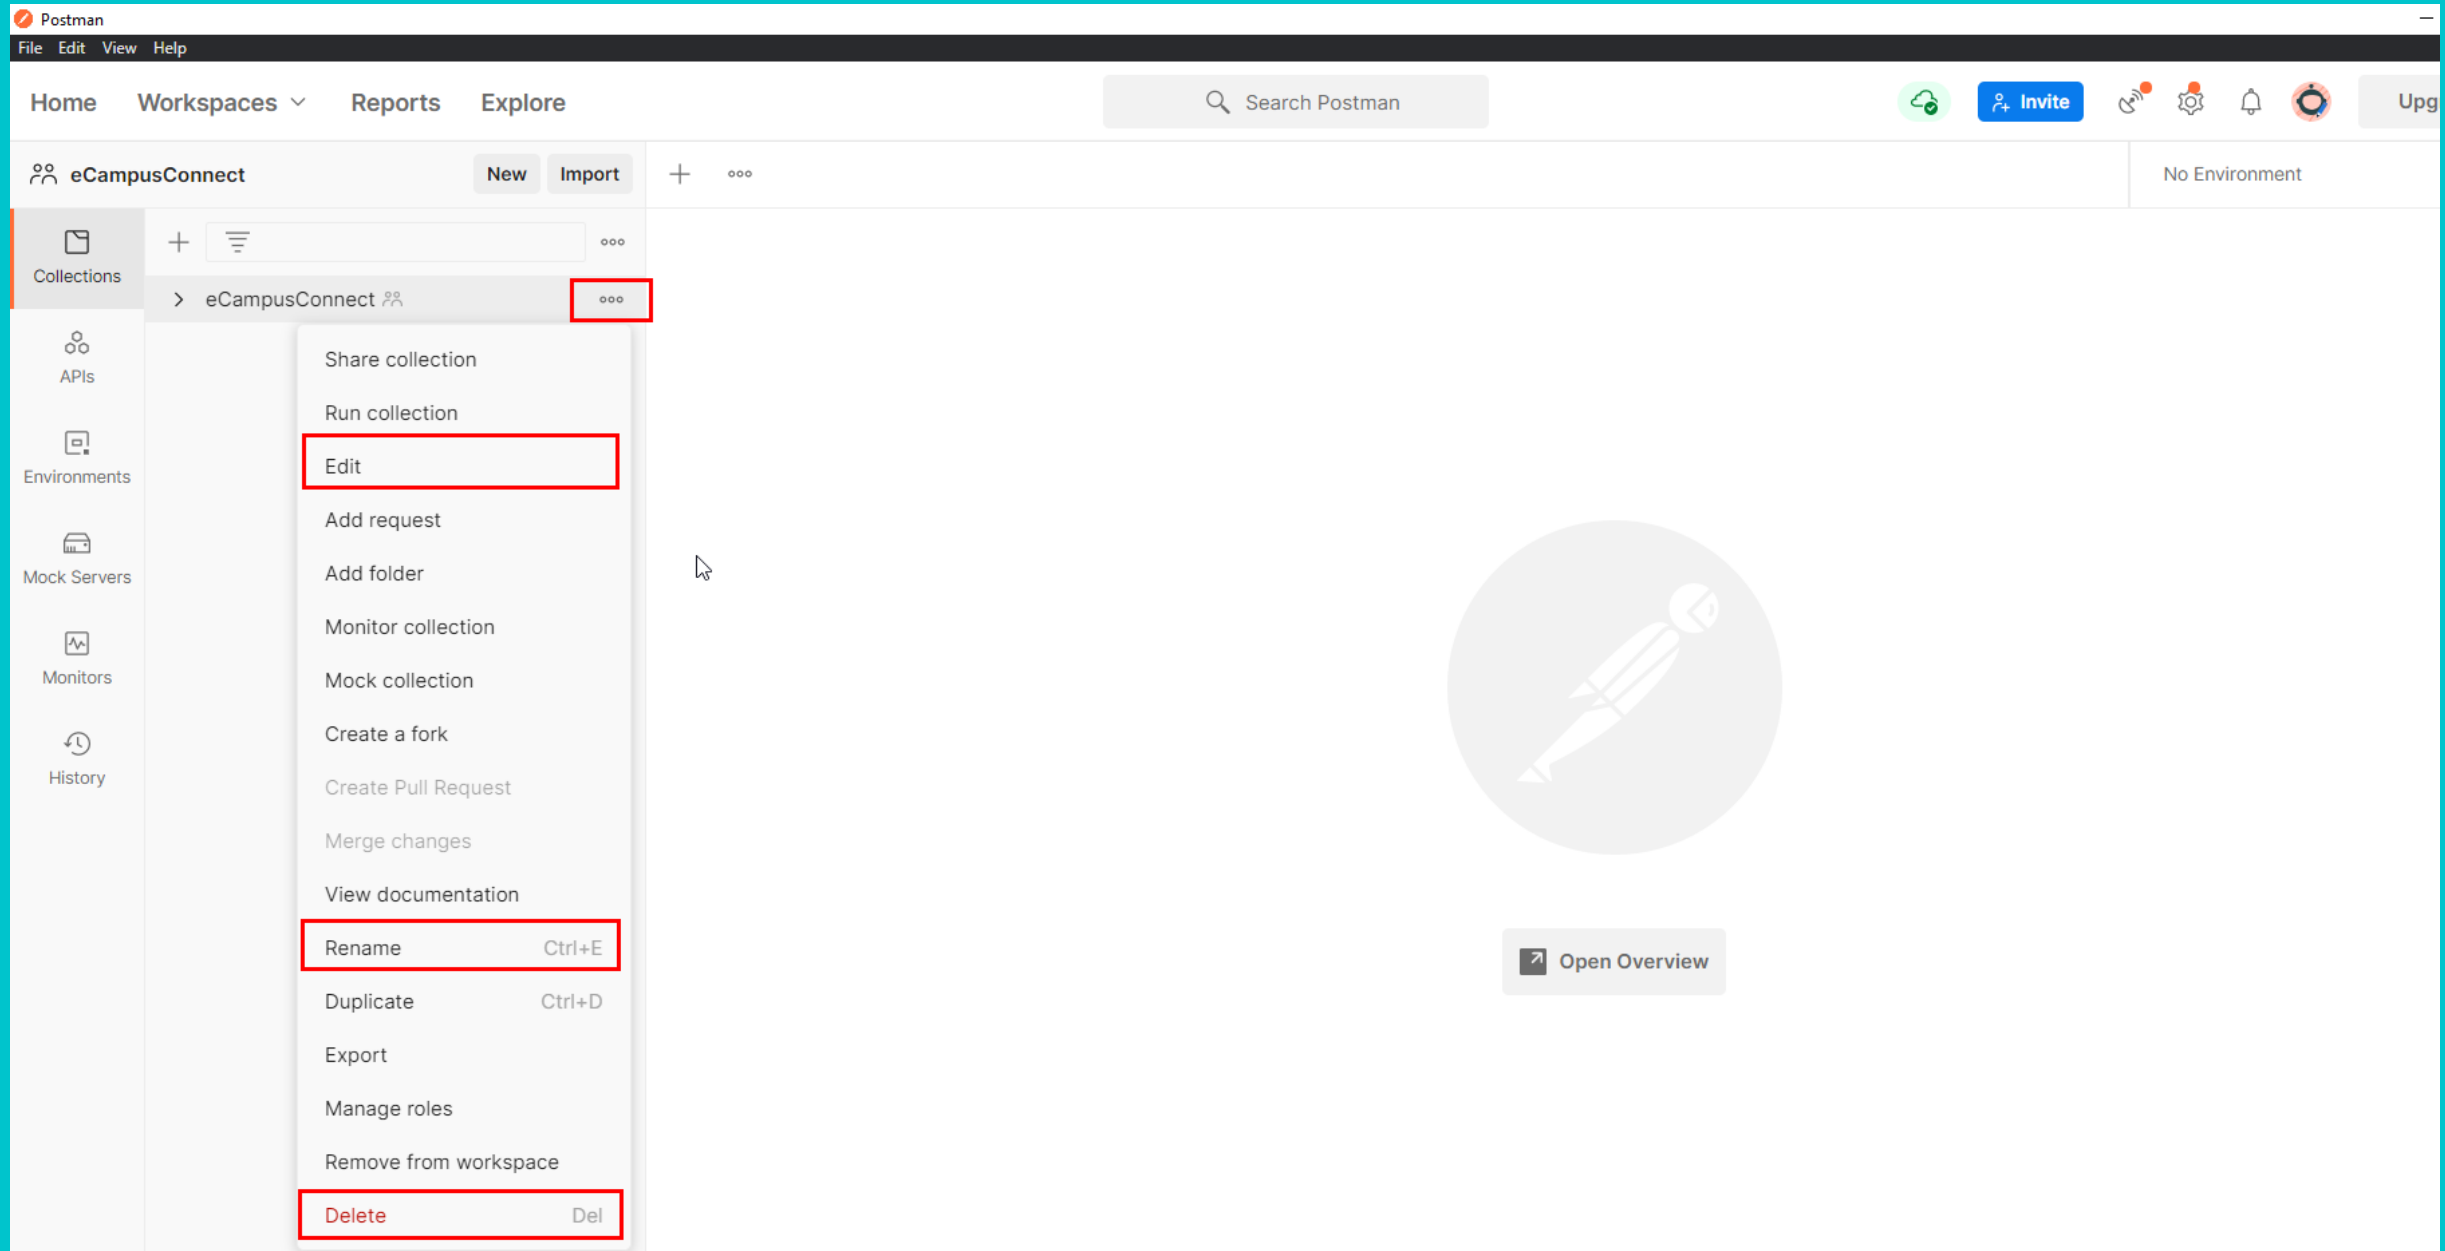 Postman
File Edit View Help
Home Workspaces Reports Explore
Search Postman
Invite
Upg
eCampusConnect
New
Import
No Environment
Collections
APIs
Environments
Mock Servers
Monitors
History
eCampusConnect
Share collection
Run collection
Edit
Add request
Add folder
Monitor collection
Mock collection
Create a fork
Create Pull Request
Merge changes
View documentation
Rename Ctrl+E
Duplicate Ctrl+D
Export
Manage roles
Remove from workspace
Delete Del
Open Overview